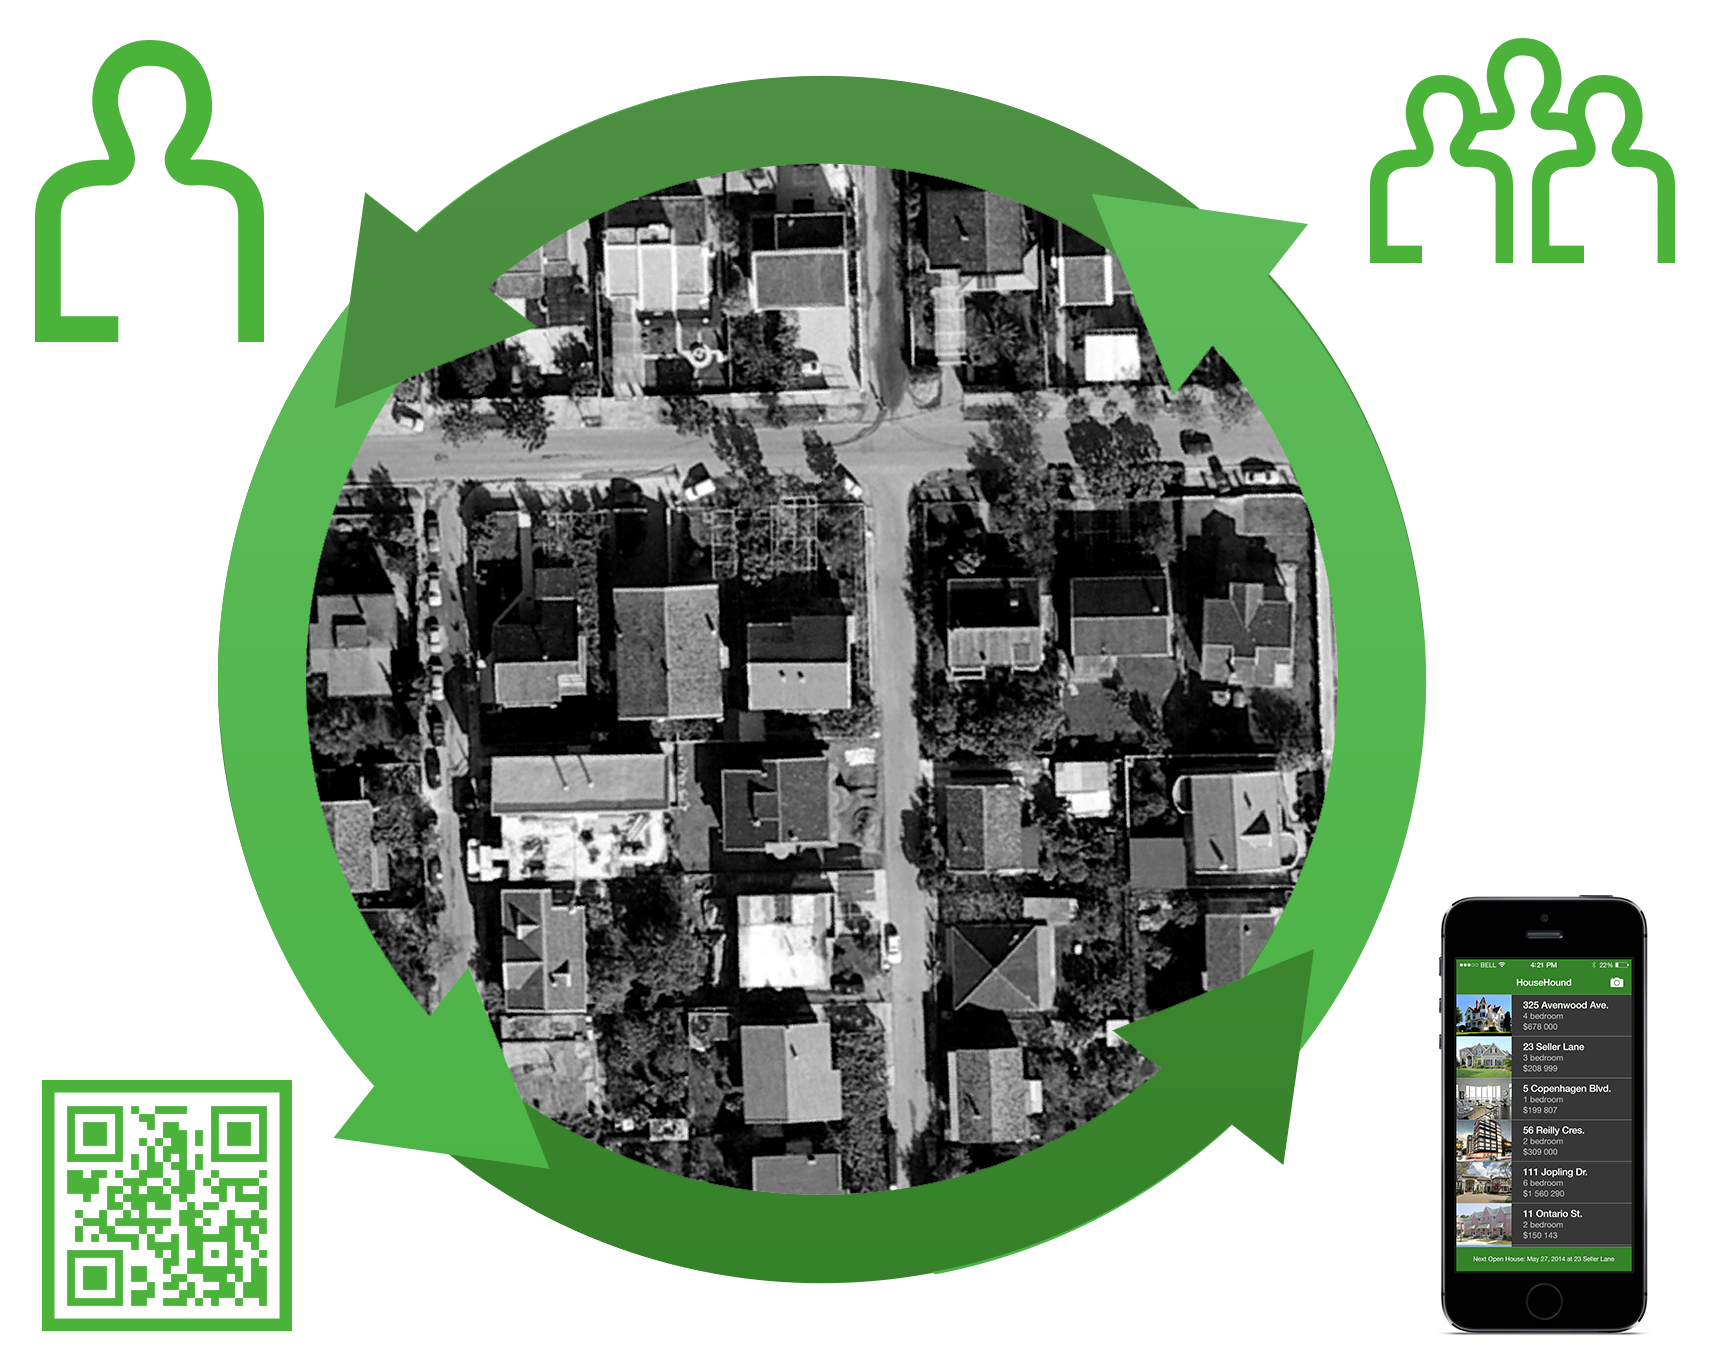 BELL 4:21 PM 22%
HouseHound
325 Avenwood Ave.
4 bedroom
$678 000
23 Seller Lane
3 bedroom
$208 999
5 Copenhagen Blvd.
1 bedroom
$199 807
56 Reilly Cres.
2 bedroom
$309 000
111 Jopling Dr.
6 bedroom
$1 560 290
11 Ontario St.
2 bedroom
$150 143
Next Open House: May 27, 2014 at 23 Seller Lane